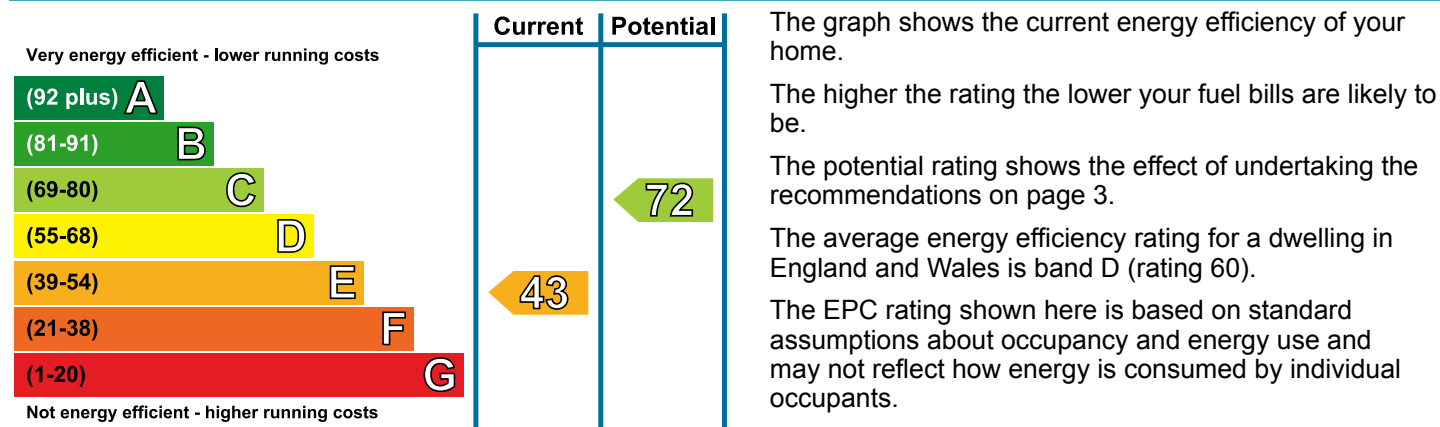 Current Potential
Very energy efficient - lower running costs
(92 plus) A
(81-91) B
(69-80) C
72
(55-68) D
(39-54) E
43
(21-38) F
(1-20) G
Not energy efficient - higher running costs
The graph shows the current energy efficiency of your
home.
The higher the rating the lower your fuel bills are likely to
be.
The potential rating shows the effect of undertaking the
recommendations on page 3.
The average energy efficiency rating for a dwelling in
England and Wales is band D (rating 60).
The EPC rating shown here is based on standard
assumptions about occupancy and energy use and
may not reflect how energy is consumed by individual
occupants.